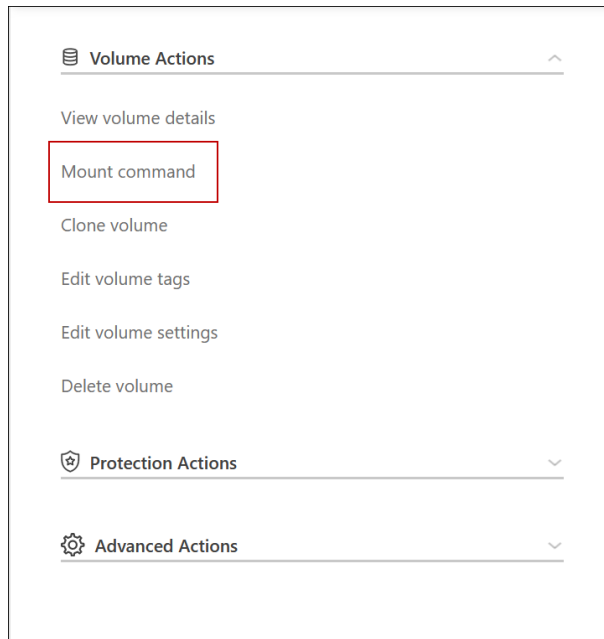 Volume Actions
View volume details
Mount command
Clone volume
Edit volume tags
Edit volume settings
Delete volume
Protection Actions
Advanced Actions